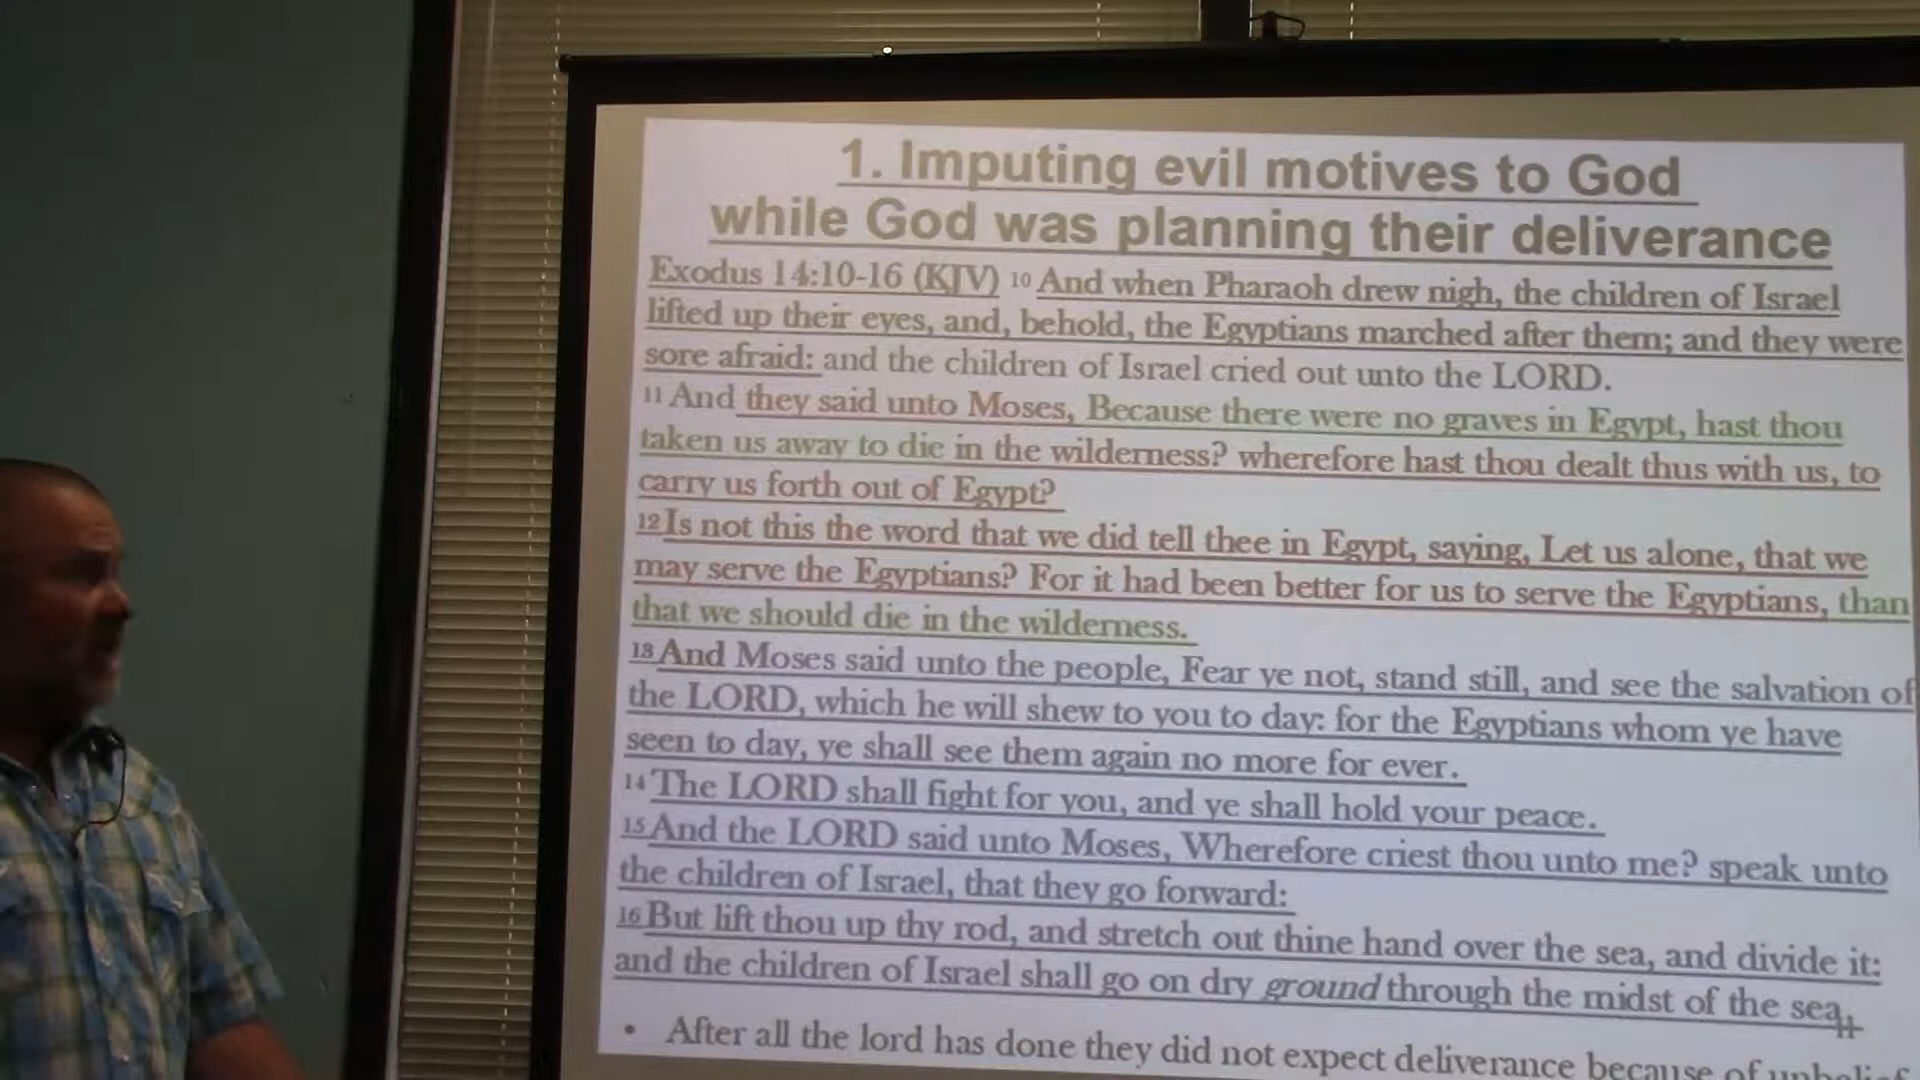 1. Imputing evil motives to God
while God was planning their deliverance
Exodus 14:10-16 (KJV) 10 And when Pharaoh drew nigh, the children of Israel
lifted up their eyes, and, behold, the Egyptians marched after them; and they were
sore afraid: and the children of Israel cried out unto the LORD.
11 And they said unto Moses, Because there were no graves in Egypt, hast thou
taken us away to die in the wilderness? wherefore hast thou dealt thus with us, to
carry us forth out of Egypt?
12 Is not this the word that we did tell thee in Egypt, saying, Let us alone, that we
may serve the Egyptians? For it had been better for us to serve the Egyptians, than
that we should die in the wilderness.
13 And Moses said unto the people, Fear ye not, stand still, and see the salvation of
the LORD, which he will shew to you to day: for the Egyptians whom ye have
seen to day, ye shall see them again no more for ever.
14 The LORD shall fight for you, and ye shall hold your peace.
15 And the LORD said unto Moses, Wherefore criest thou unto me? speak unto
the children of Israel, that they go forward:
16 But lift thou up thy rod, and stretch out thine hand over the sea, and divide it:
and the children of Israel shall go on dry ground through the midst of the sea.
• After all the lord has done they did not expect deliverance because of unbelief